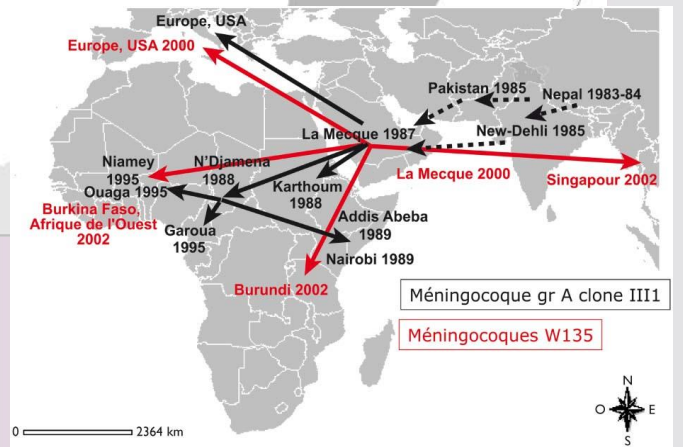 Europe, USA
Europe, USA 2000
Pakistan 1985
Nepal 1983-84
La Mecque 1987
New-Dehli 1985
Niamey
1995
N'Djamena
1988
Karthoum
1988
La Mecque 2000
Singapour 2002
Ouaga 1995
Burkina Faso,
Afrique de l'Ouest
2002
Garoua
1995
Addis Abeba
1989
Nairobi 1989
Burundi 2002
Méningocoque gr A clone III1
Méningocoques W135
N
O E
S
0 2364 km